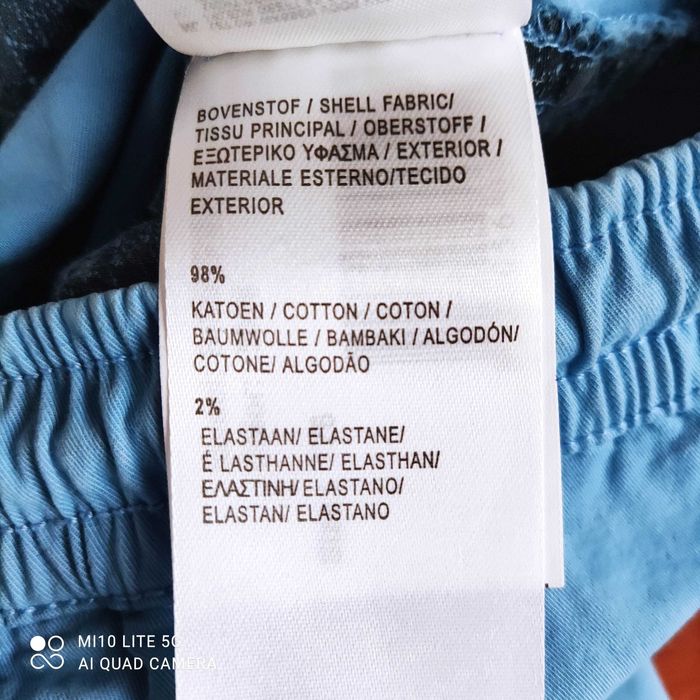 BOVENSTOF / SHELL FABRIC/
TISSU PRINCIPAL / OBERSTOFF /
ΕΞΩΤΕΡΙΚΟ ΥΦΑΣΜΑ / EXTERIOR /
MATERIALE ESTERNO/TECIDO
EXTERIOR
98%
KATOEN / COTTON / COTON /
BAUMWOLLE / BAMBAKI / ALGODÓN/
COTONE/ ALGODÃO
2%
ELASTAAN/ ELASTANE/
É LASTHANNE/ ELASTHAN/
ΕΛΑΣΤΙΝΗ/ ELASTANO/
ELASTAN/ ELASTANO
MI10 LITE 5G
AI QUAD CAMERA